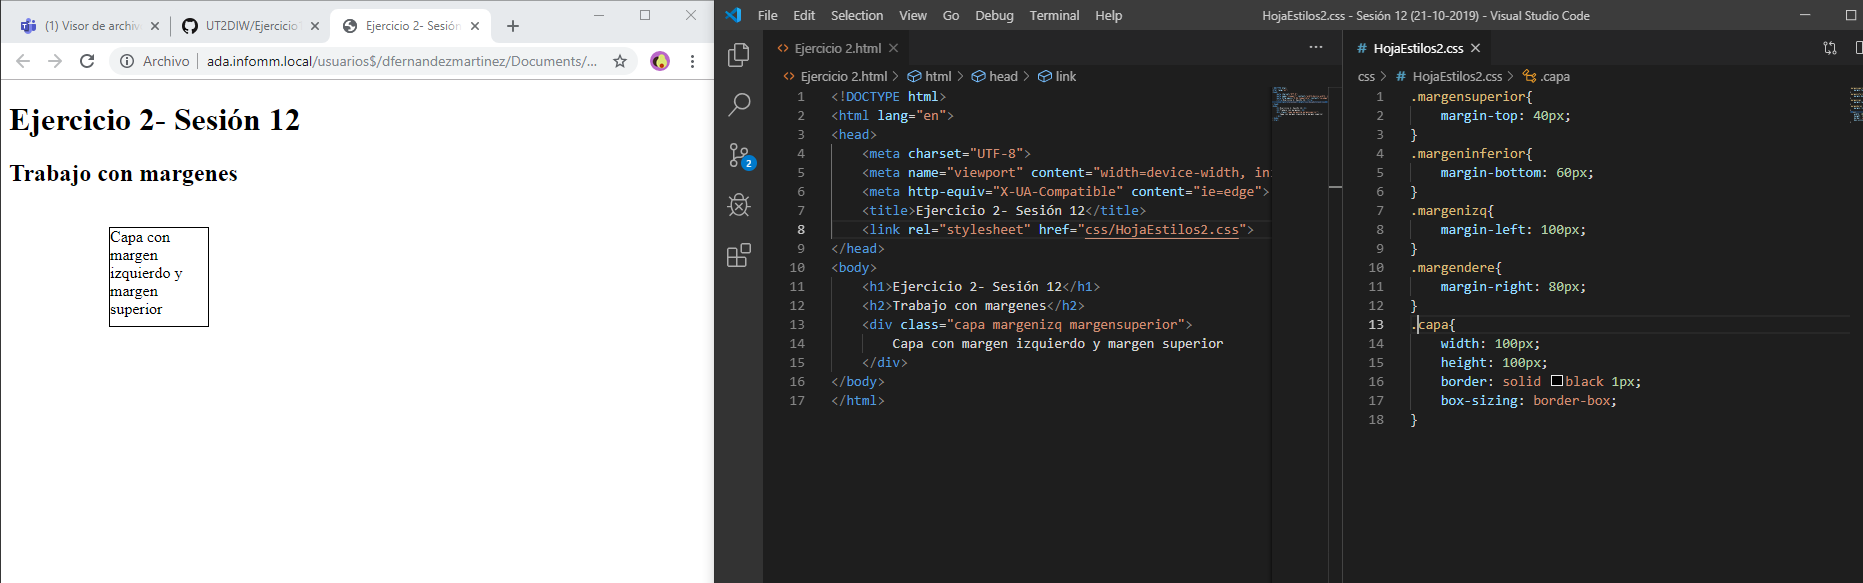 (1) Visor de archiv
UT2DIW/Ejercicio
Ejercicio 2- Sesión
Archivo
ada.infomm.local/usuarios$/dfernandezmartinez/Documents/...
Ejercicio 2- Sesión 12
Trabajo con margenes
Capa con
margen
izquierdo y
margen
superior
File Edit Selection View Go Debug Terminal Help
HojaEstilos2.css - Sesión 12 (21-10-2019) - Visual Studio Code
2
Ejercicio 2.html
Ejercicio 2.html > html > head > link
1 <!DOCTYPE html>
2 <html lang="en">
3 <head>
4 <meta charset="UTF-8">
5 <meta name="viewport" content="width=device-width, in
6 <meta http-equiv="X-UA-Compatible" content="ie=edge">
7 <title>Ejercicio 2- Sesión 12</title>
8 <link rel="stylesheet" href="css/HojaEstilos2.css">
9 </head>
10 <body>
11 <h1>Ejercicio 2- Sesión 12</h1>
12 <h2>Trabajo con margenes</h2>
13 <div class="capa margenizq margensuperior">
14 Capa con margen izquierdo y margen superior
15 </div>
16 </body>
17 </html>
# HojaEstilos2.css
css > # HojaEstilos2.css > .capa
1 .margensuperior{
2 margin-top: 40px;
3 }
4 .margeninferior{
5 margin-bottom: 60px;
6 }
7 .margenizq{
8 margin-left: 100px;
9 }
10 .margendere{
11 margin-right: 80px;
12 }
13 .capa{
14 width: 100px;
15 height: 100px;
16 border: solid black 1px;
17 box-sizing: border-box;
18 }